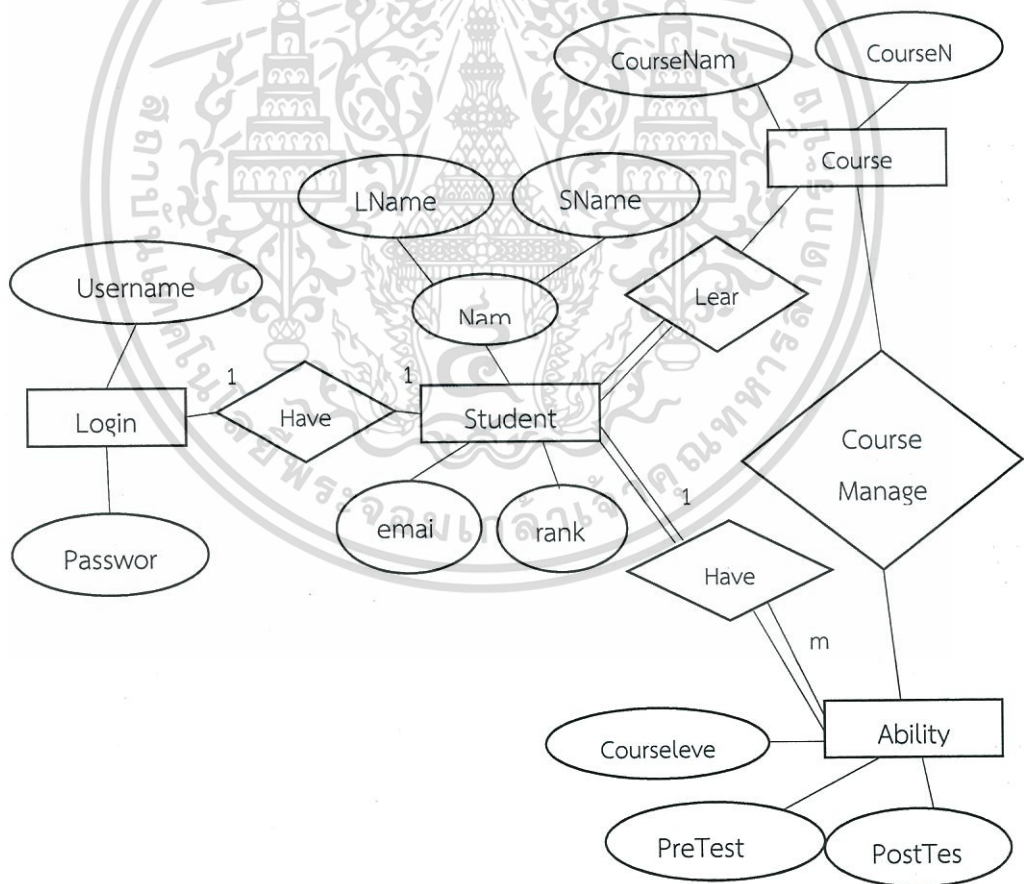 CourseNam
CourseN
Course
LName
SName
Lear
Username
Nam
1
1
Login
Have
Student
Course
Manage
1
emai
rank
Passwor
Have
m
Ability
Courseleve
PreTest
PostTes